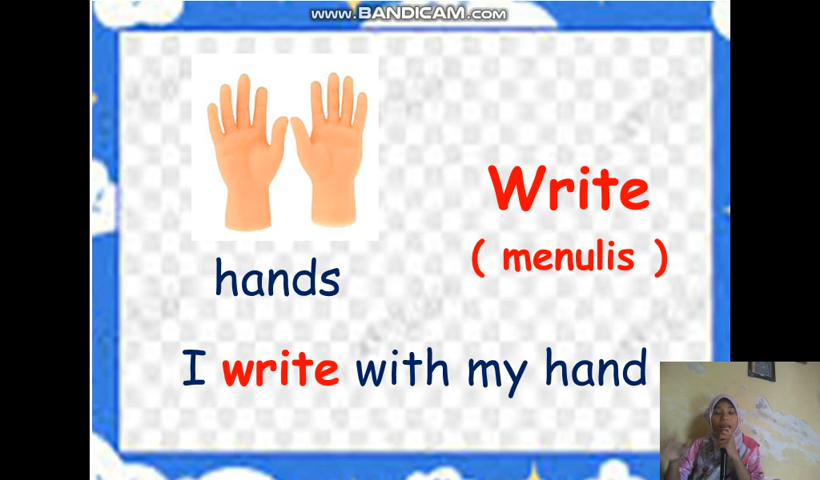 www.BANDICAM.com
Write
( menulis )
hands
I write with my hand